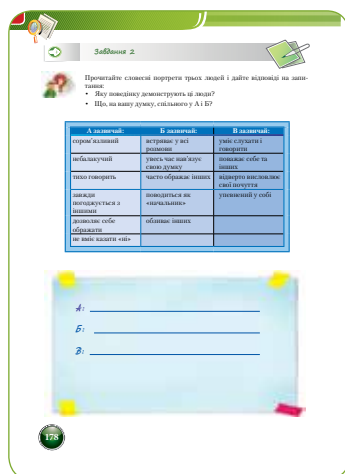 Завдання 2
Прочитайте словесні портрети трьох людей і дайте відповіді на запи-
тання:
• Яку поведінку демонструють ці люди?
• Що, на вашу думку, спільного у А і Б?
А зазвичай: Б зазвичай: В зазвичай:
сором'язливий встряває у всі розмови уміє слухати і говорити
небалакучий увесь час нав'язує свою думку поважає себе та інших
тихо говорить часто ображає інших відверто висловлює свої почуття
завжди погоджується з іншими поводиться як «начальник» упевнений у собі
дозволяє себе ображати обзиває інших
не вміє казати «ні»
А:
Б:
В:
178